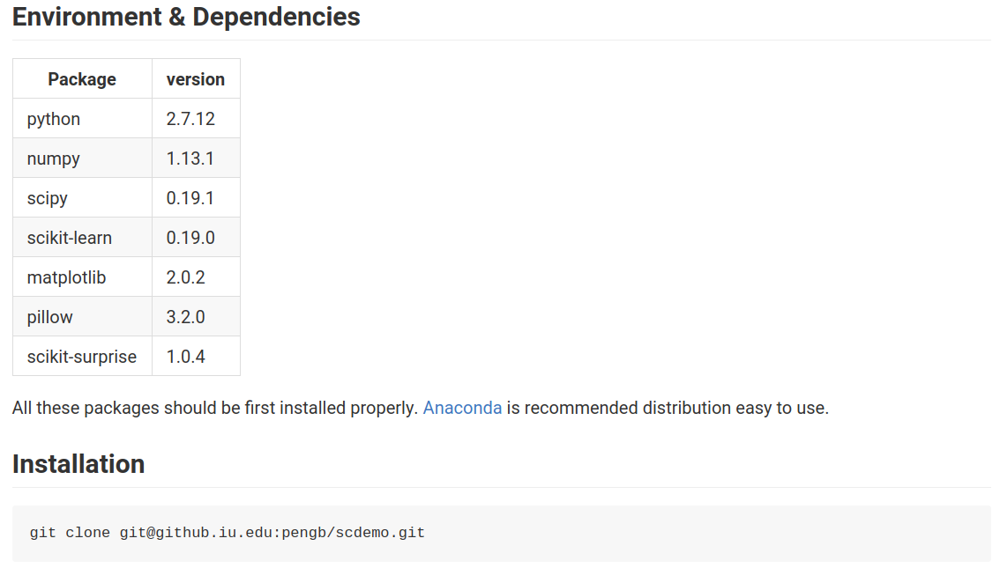 Environment & Dependencies
Package version
python 2.7.12
numpy 1.13.1
scipy 0.19.1
scikit-learn 0.19.0
matplotlib 2.0.2
pillow 3.2.0
scikit-surprise 1.0.4
All these packages should be first installed properly. Anaconda is recommended distribution easy to use.
Installation
git clone git@github.iu.edu:pengb/scdemo.git